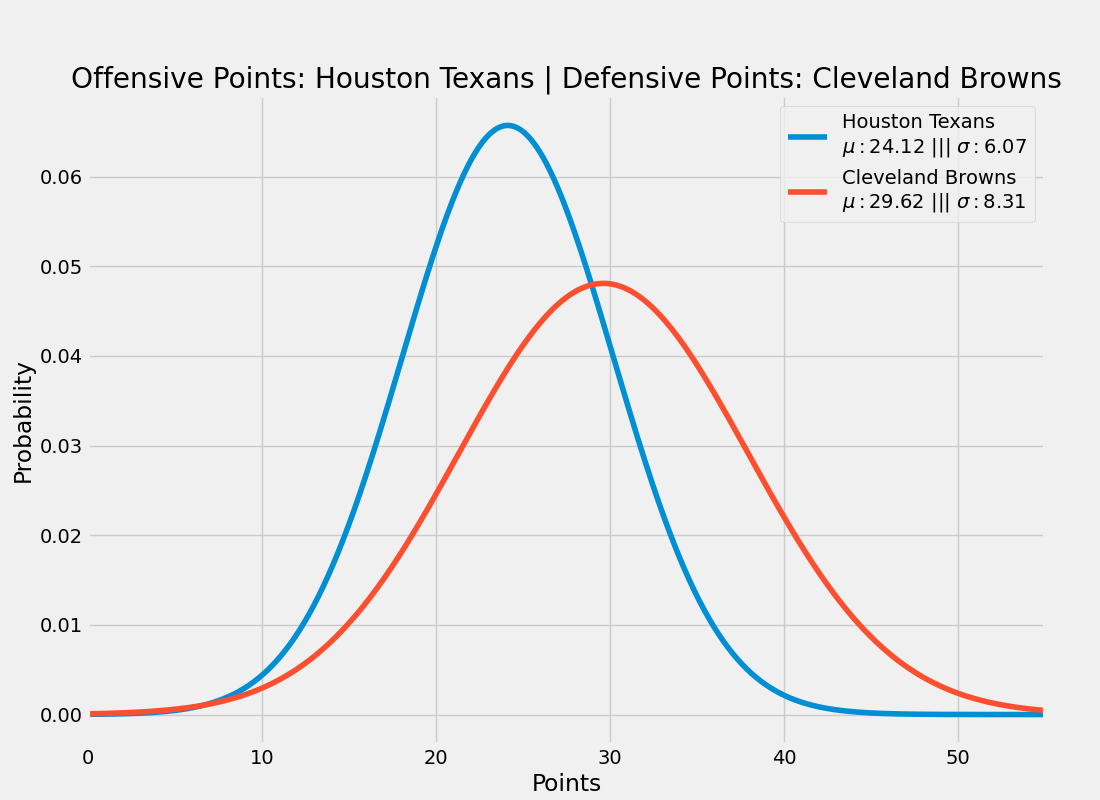 Offensive Points: Houston Texans | Defensive Points: Cleveland Browns
Houston Texans
μ : 24.12 ||| σ : 6.07
Cleveland Browns
μ : 29.62 ||| σ : 8.31
Probability
0.06
0.05
0.04
0.03
0.02
0.01
0.00
0 10 20 30 40 50
Points